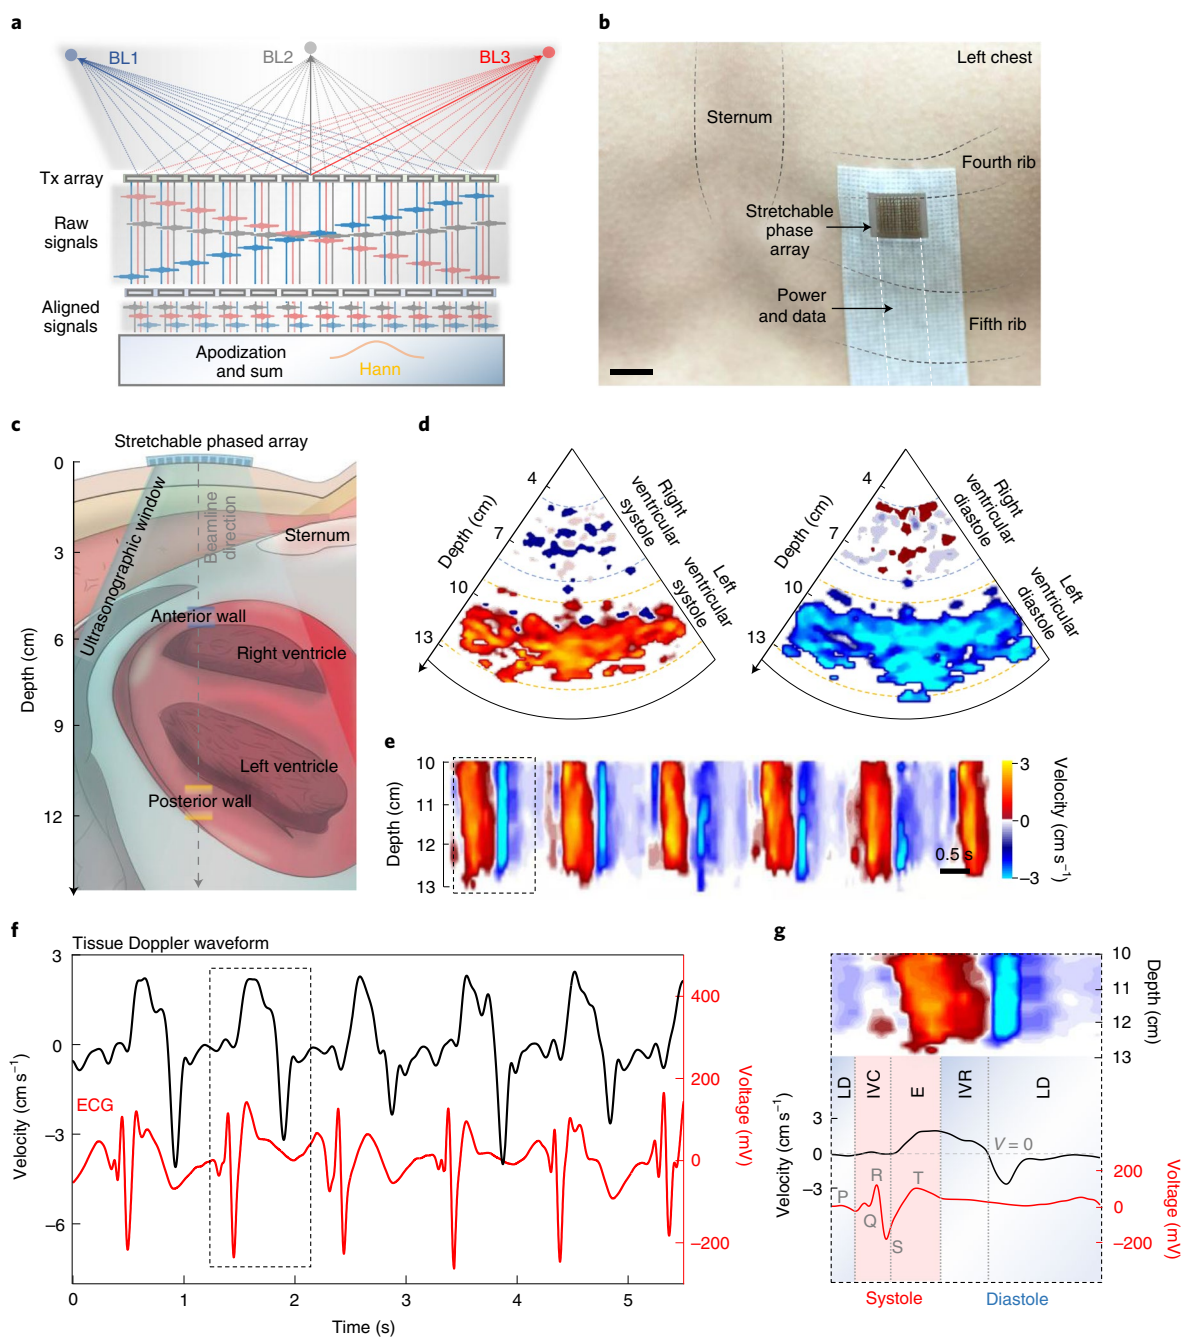 a
BL1
BL2
BL3
Tx array
Raw
signals
Aligned
signals
Apodization
and sum
Hann
b
Left chest
Sternum
Fourth rib
Stretchable
phase
array
Power
and data
Fifth rib
c
Stretchable phased array
Depth (cm)
0
3
6
9
12
Ultrasonographic window
Beamline
direction
Sternum
Anterior wall
Right ventricle
Left ventricle
Posterior wall
d
Depth (cm)
4
7
10
13
Right
ventricular
systole
Left
ventricular
systole
Depth (cm)
4
7
10
13
Right
ventricular
diastole
Left
ventricular
diastole
e
Depth (cm)
10
11
12
13
0.5 s
3
0
−3
Velocity (cm s⁻¹)
f
Tissue Doppler waveform
Velocity (cm s⁻¹)
3
0
−3
−6
ECG
400
200
0
−200
Voltage (mV)
0
1
2
3
4
5
Time (s)
g
10
11
12
13
Depth (cm)
LD
IVC
E
IVR
LD
Velocity (cm s⁻¹)
3
0
−3
V = 0
P
Q
R
S
T
200
0
−200
Voltage (mV)
Systole
Diastole